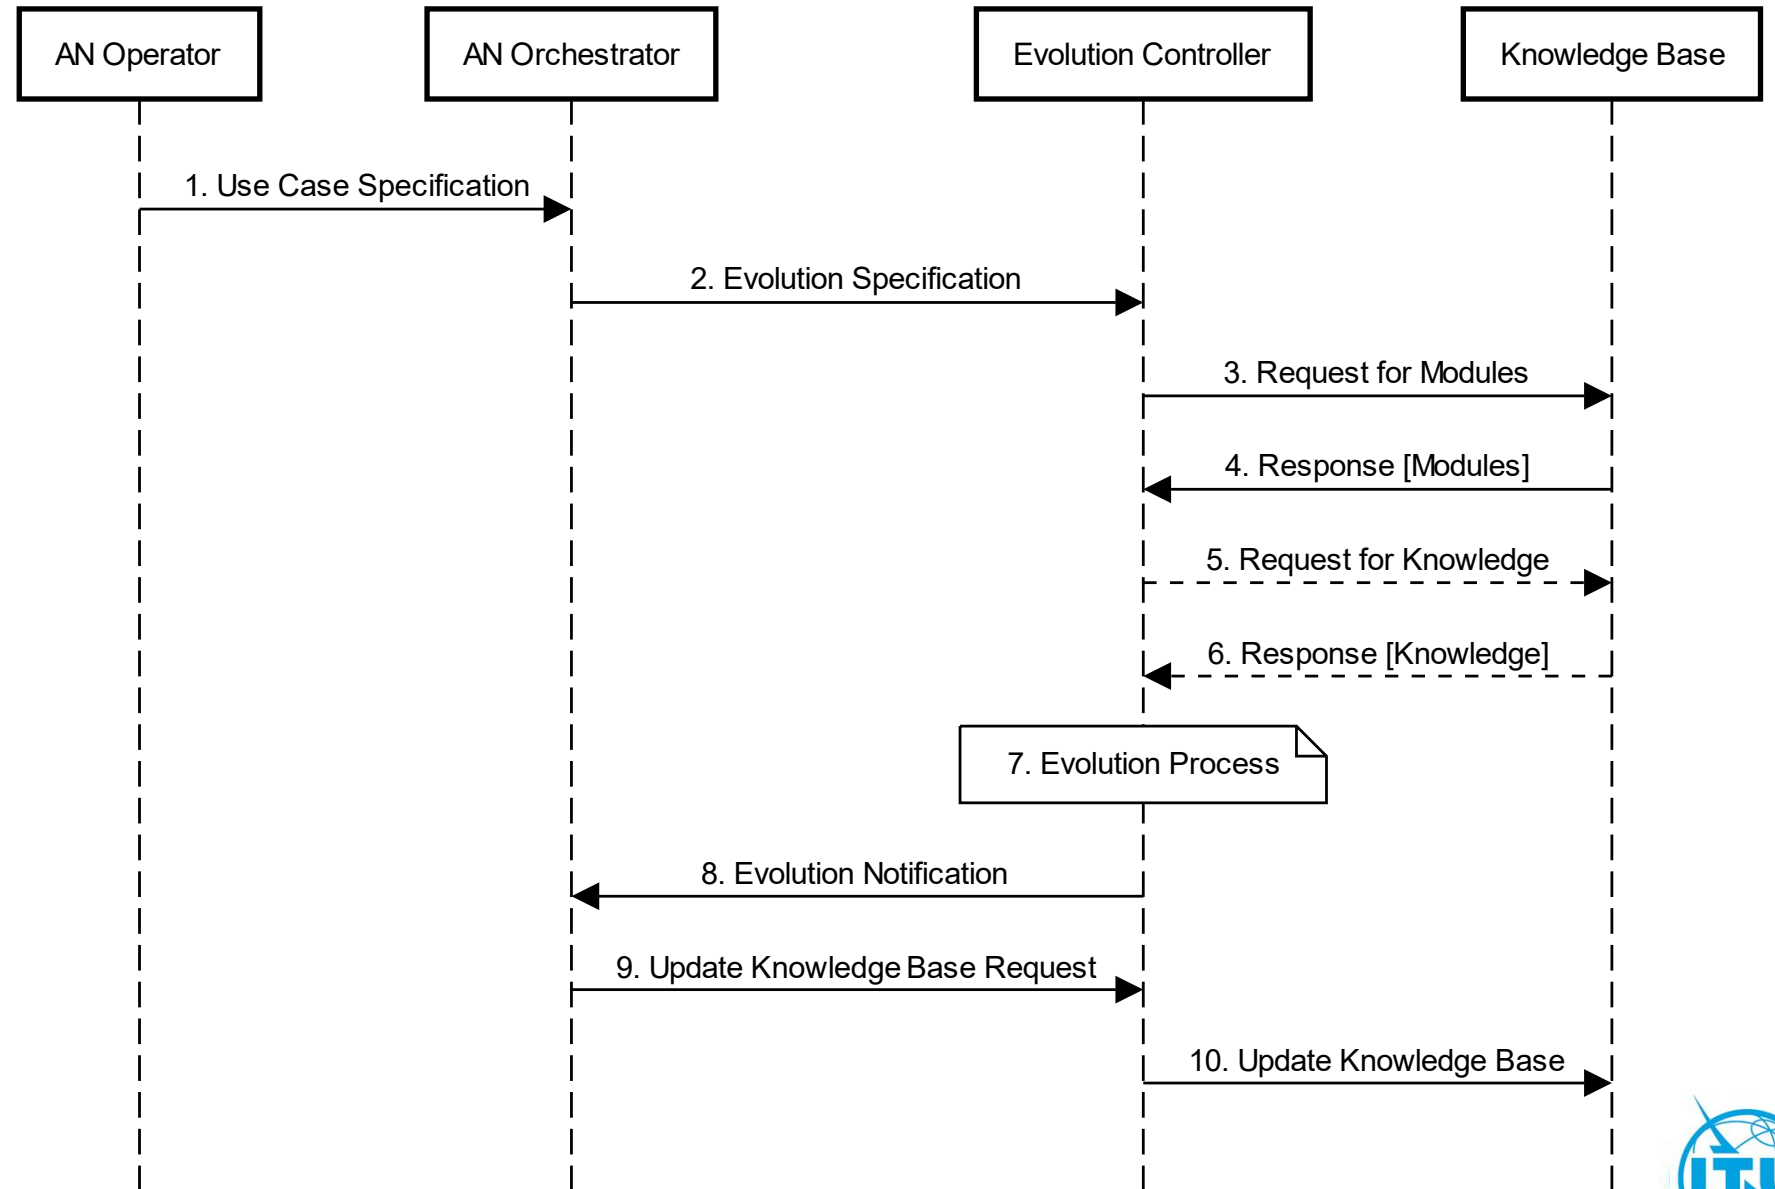 AN Operator
AN Orchestrator
Evolution Controller
Knowledge Base
1. Use Case Specification
2. Evolution Specification
3. Request for Modules
4. Response [Modules]
5. Request for Knowledge
6. Response [Knowledge]
7. Evolution Process
8. Evolution Notification
9. Update Knowledge Base Request
10. Update Knowledge Base